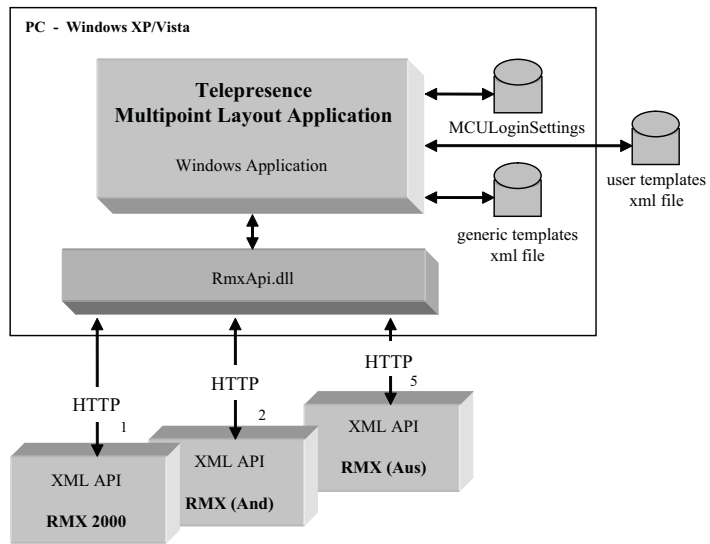 PC - Windows XP/Vista
Telepresence
Multipoint Layout Application
Windows Application
MCULoginSettings
user templates
xml file
generic templates
xml file
RmxApi.dll
HTTP
HTTP
HTTP
1
2
5
XML API
RMX 2000
XML API
RMX (And)
XML API
RMX (Aus)